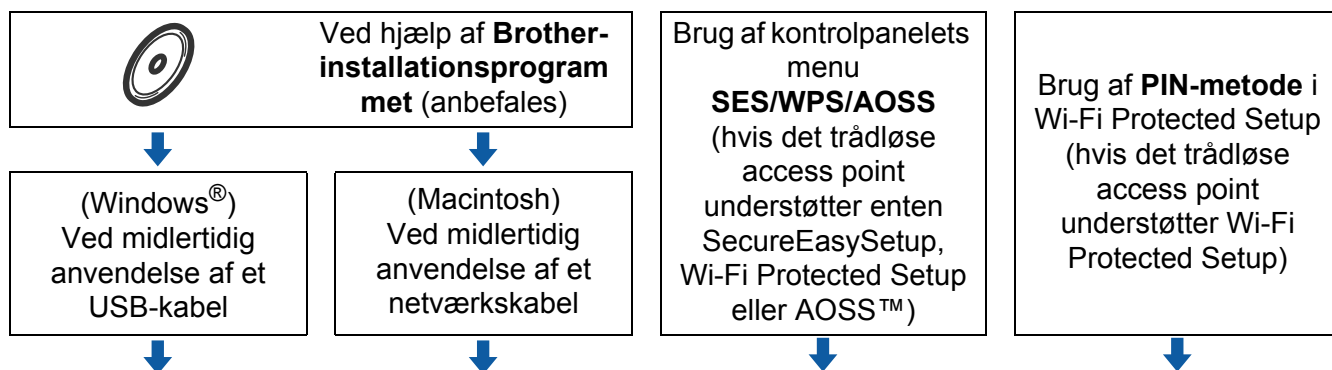 Ved hjælp af Brother-
installationsprogram
met (anbefales)
(Windows®)
Ved midlertidig
anvendelse af et
USB-kabel
(Macintosh)
Ved midlertidig
anvendelse af et
netværkskabel
Brug af kontrolpanelets
menu
SES/WPS/AOSS
(hvis det trådløse
access point
understøtter enten
SecureEasySetup,
Wi-Fi Protected Setup
eller AOSS™)
Brug af PIN-metode i
Wi-Fi Protected Setup
(hvis det trådløse
access point
understøtter Wi-Fi
Protected Setup)